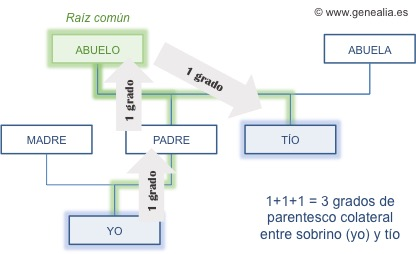 Raíz común
© www.genealia.es
ABUELO
ABUELA
1 grado
1 grado
MADRE
PADRE
TÍO
1 grado
YO
1+1+1 = 3 grados de
parentesco colateral
entre sobrino (yo) y tío